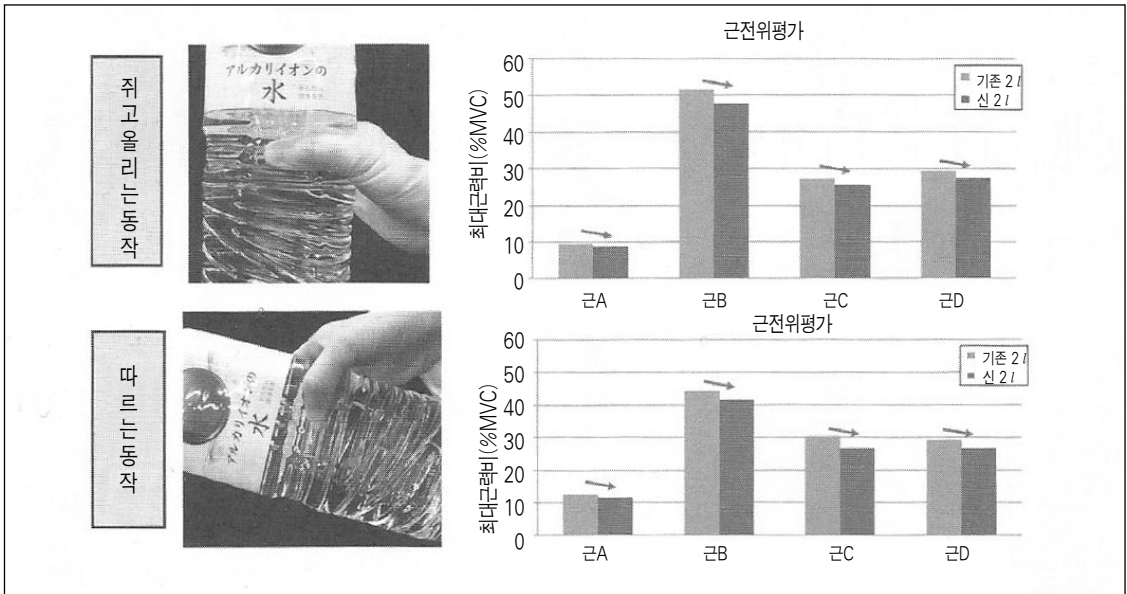 쥐고올리는동작
アルカリイオンの
水
근전위평가
기존 2 l
신 2 l
최대근력비(%MVC)
60
50
40
30
20
10
0
근A
근B
근C
근D
따르는동작
アルカリイオンの
水
근전위평가
기존 2 l
신 2 l
최대근력비(%MVC)
60
50
40
30
20
10
0
근A
근B
근C
근D